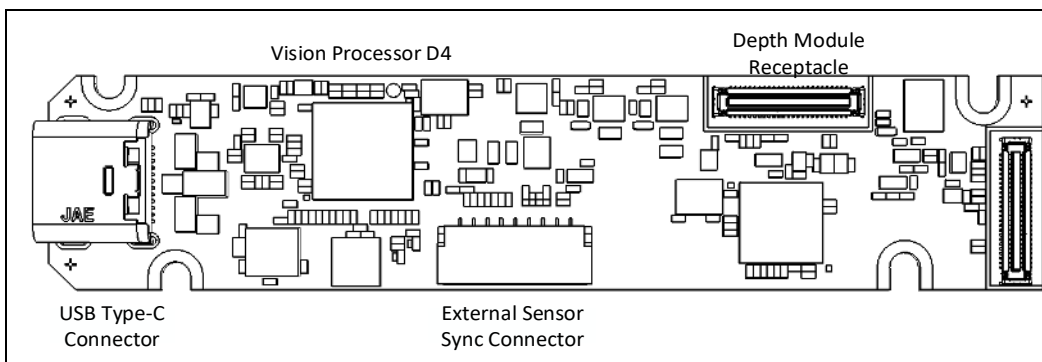 Vision Processor D4
Depth Module
Receptacle
JAE
USB Type-C
Connector
External Sensor
Sync Connector